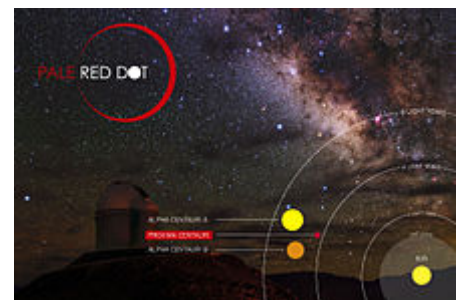 PALE RED DOT
ALPHA CENTAURI A
PROXIMA CENTAURI
ALPHA CENTAURI B
SUN